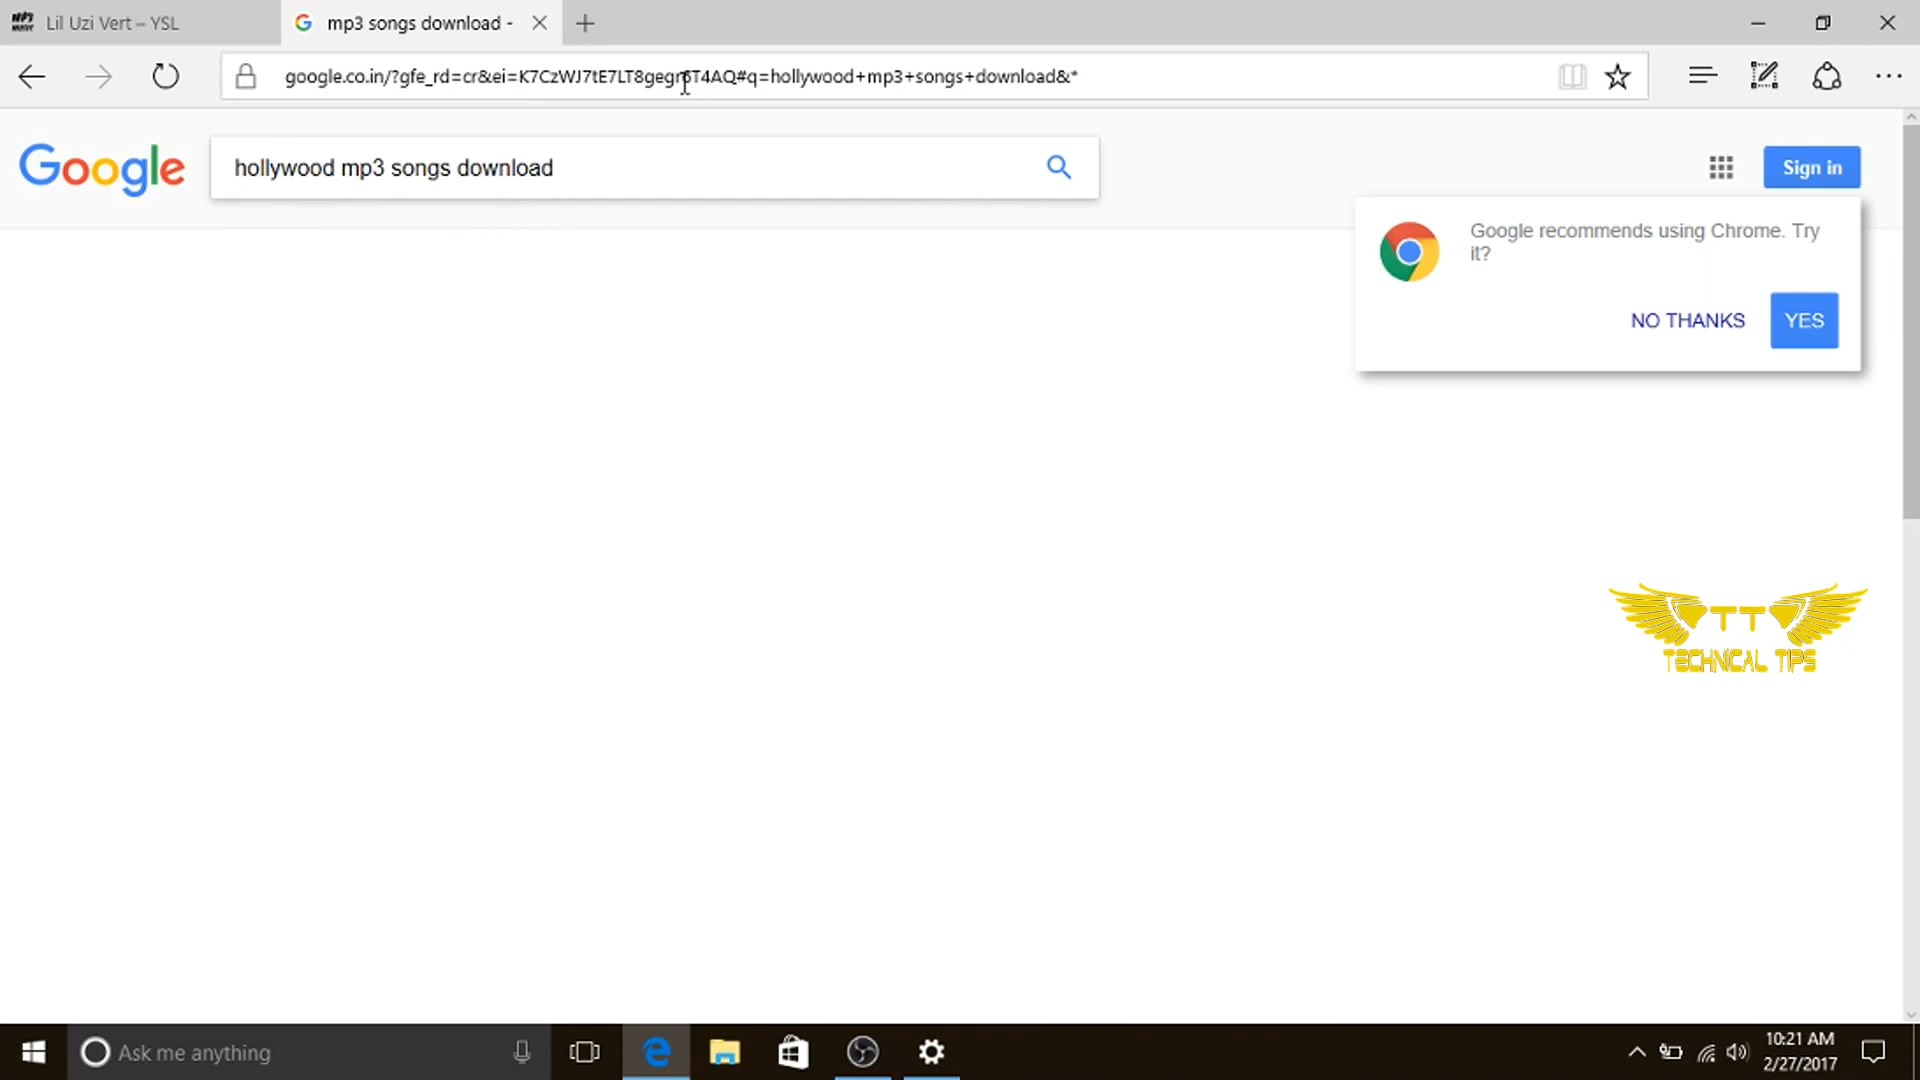 Lil Uzi Vert – YSL
mp3 songs download -
google.co.in/?gfe_rd=cr&ei=K7CzWJ7tE7LT8gegr6T4AQ#q=hollywood+mp3+songs+download&*
Google
hollywood mp3 songs download
Sign in
Google recommends using Chrome. Try
it?
NO THANKS
YES
TT
TECHNICAL TIPS
Ask me anything
10:21 AM
2/27/2017